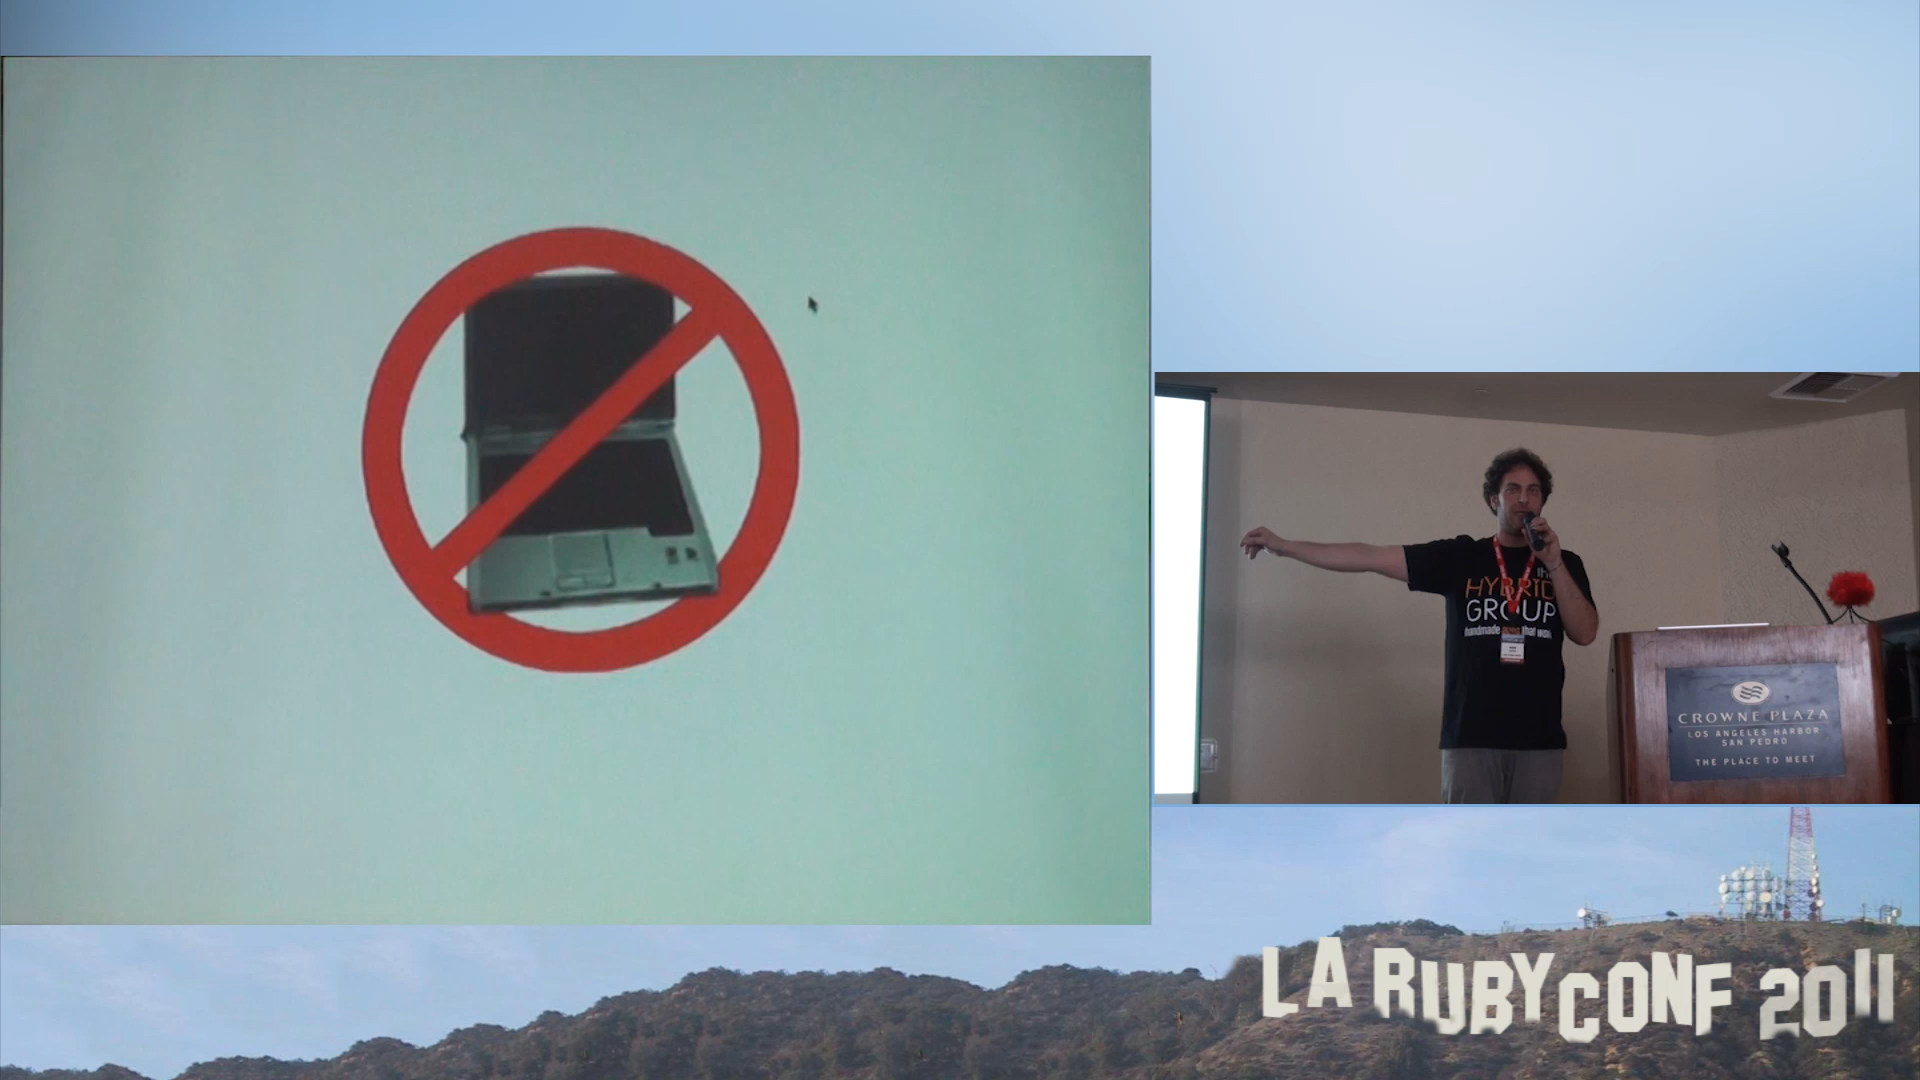 THE
HYBRID
GROUP
handmade
that work
CROWNE PLAZA
LOS ANGELES HARBOR
SAN PEDRO
THE PLACE TO MEET
LA RUBYCONF 2011